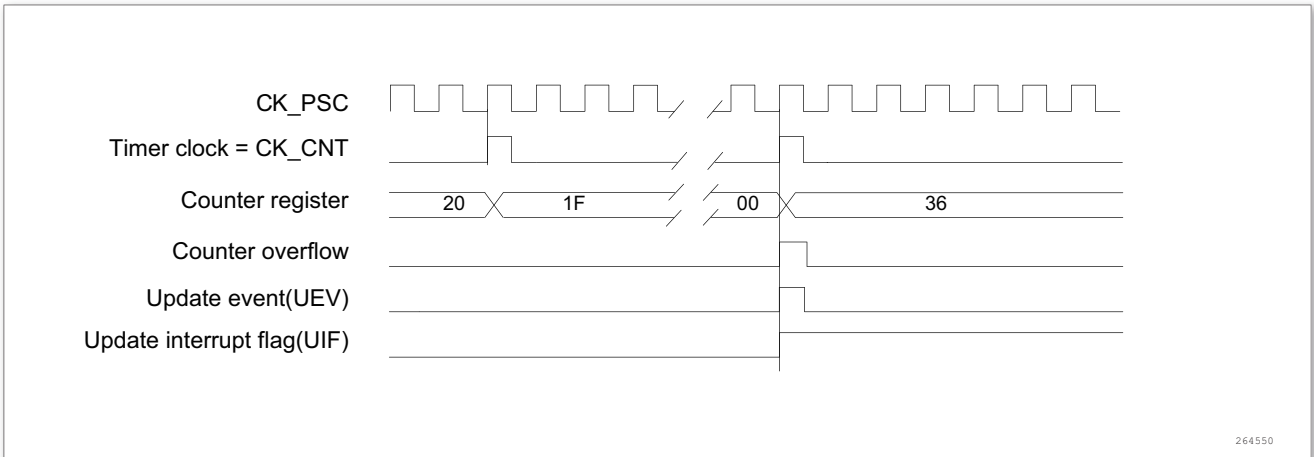 CK_PSC
Timer clock = CK_CNT
Counter register 20 1F 00 36
Counter overflow
Update event(UEV)
Update interrupt flag(UIF)
264550